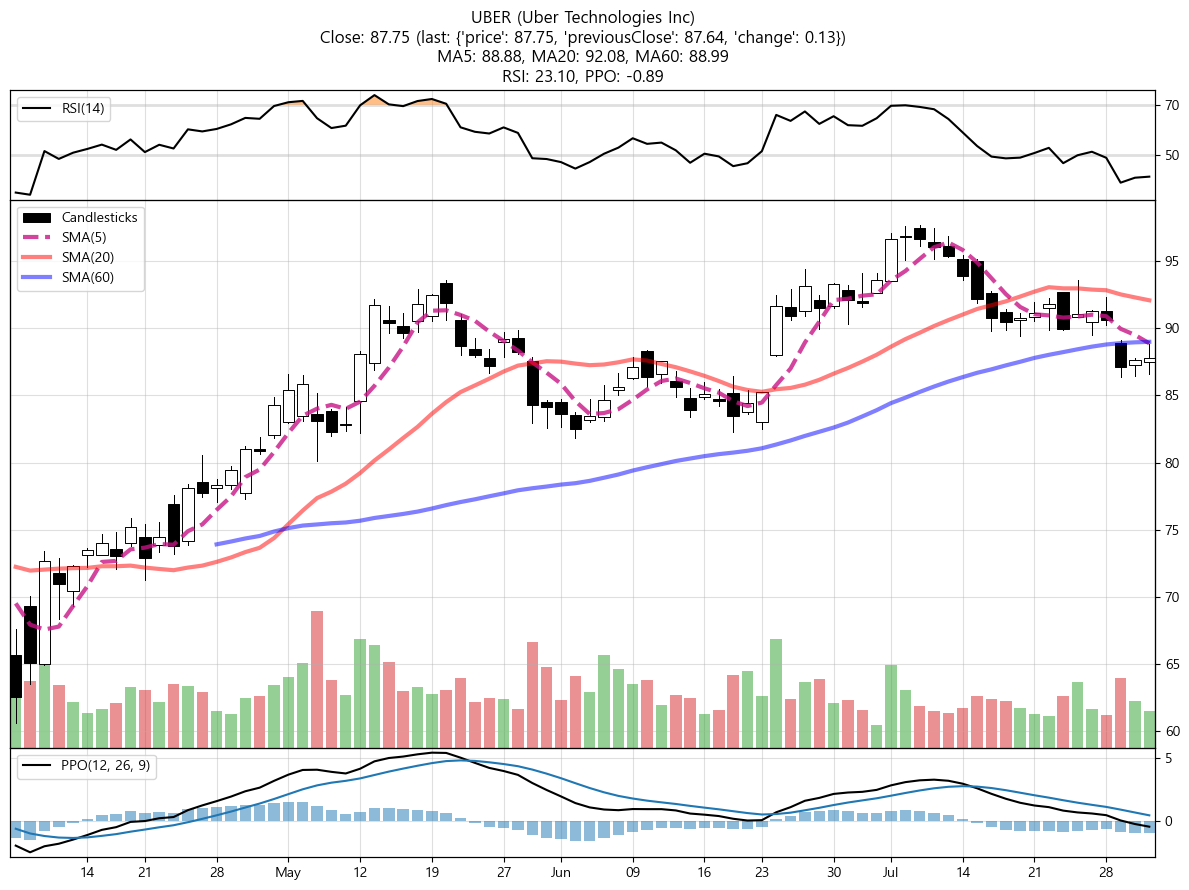 UBER (Uber Technologies Inc)
Close: 87.75 (last: {'price': 87.75, 'previousClose': 87.64, 'change': 0.13})
MA5: 88.88, MA20: 92.08, MA60: 88.99
RSI: 23.10, PPO: -0.89
RSI(14)
70
50
Candlesticks
SMA(5)
SMA(20)
SMA(60)
95
90
85
80
75
70
65
60
PPO(12, 26, 9)
5
0
14 21 28 May 12 19 27 Jun 09 16 23 30 Jul 14 21 28